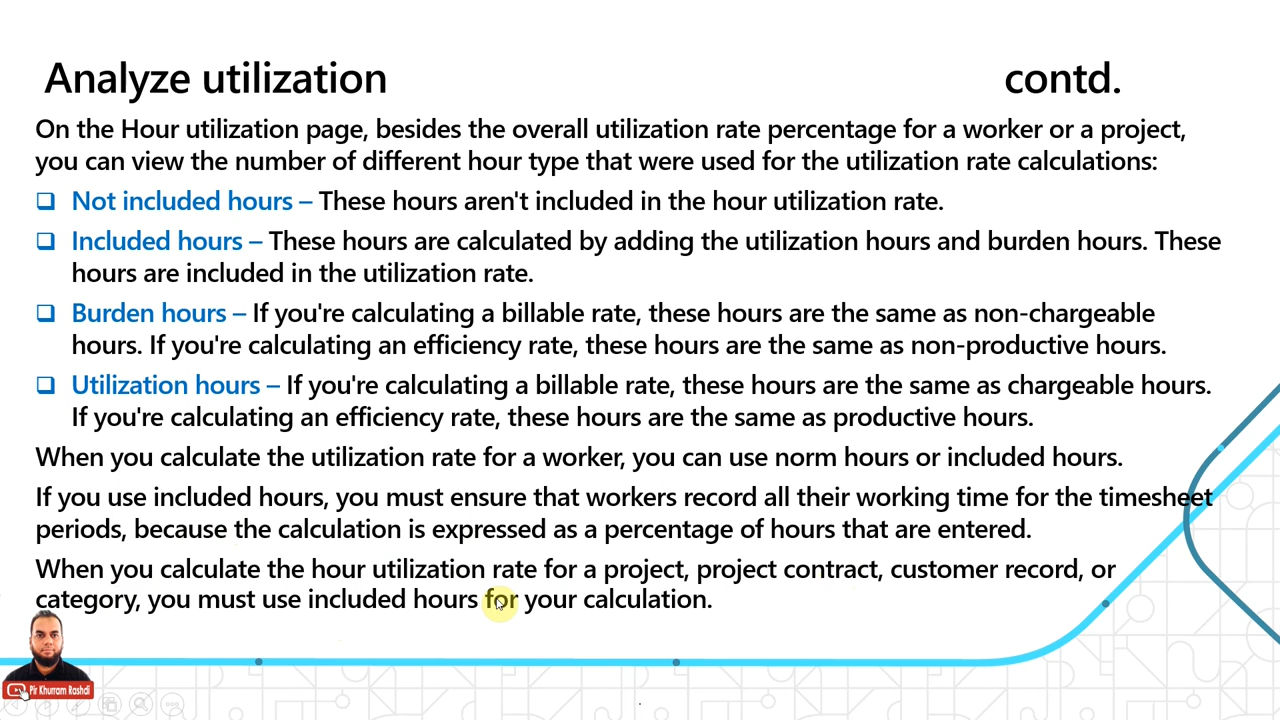 Analyze utilization contd.
On the Hour utilization page, besides the overall utilization rate percentage for a worker or a project,
you can view the number of different hour type that were used for the utilization rate calculations:
❑ Not included hours – These hours aren't included in the hour utilization rate.
❑ Included hours – These hours are calculated by adding the utilization hours and burden hours. These
hours are included in the utilization rate.
❑ Burden hours – If you're calculating a billable rate, these hours are the same as non-chargeable
hours. If you're calculating an efficiency rate, these hours are the same as non-productive hours.
❑ Utilization hours – If you're calculating a billable rate, these hours are the same as chargeable hours.
If you're calculating an efficiency rate, these hours are the same as productive hours.
When you calculate the utilization rate for a worker, you can use norm hours or included hours.
If you use included hours, you must ensure that workers record all their working time for the timesheet
periods, because the calculation is expressed as a percentage of hours that are entered.
When you calculate the hour utilization rate for a project, project contract, customer record, or
category, you must use included hours for your calculation.
Pir Khurram Rashdi